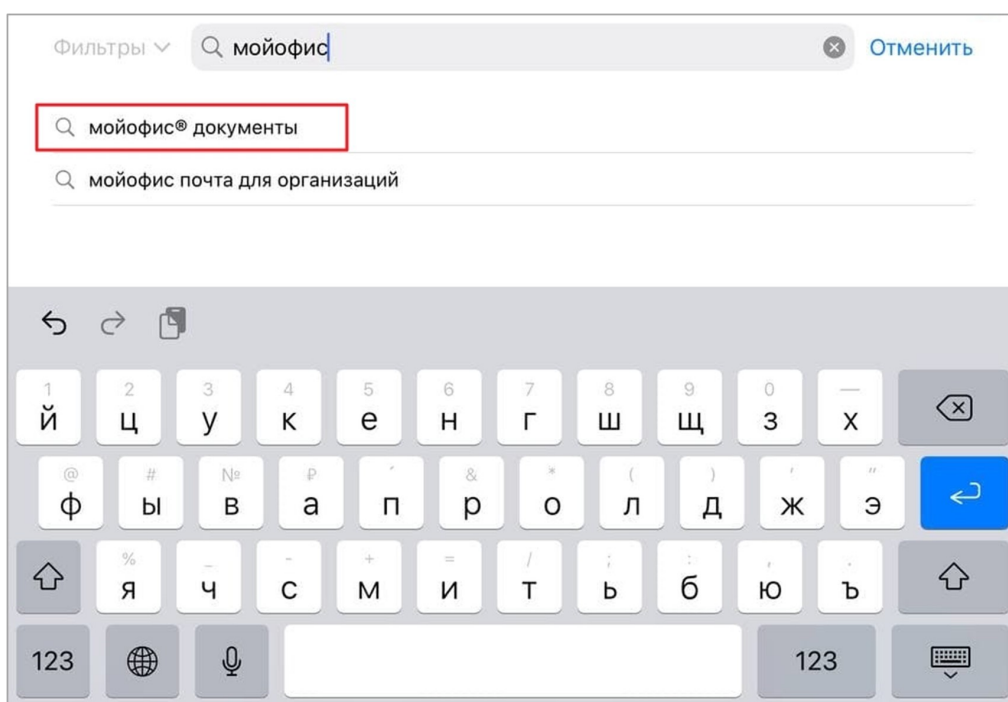 Фильтры мойофис Отменить
мойофис® документы
мойофис почта для организаций
1 2 3 4 5 6 7 8 9 0 —
й ц у к е н г ш щ з х
@ # № ₽ ′ & * ( ) ' "
ф ы в а п р о л д ж э
% _ - + = / ; : , .
я ч с м и т ь б ю ъ
123 123